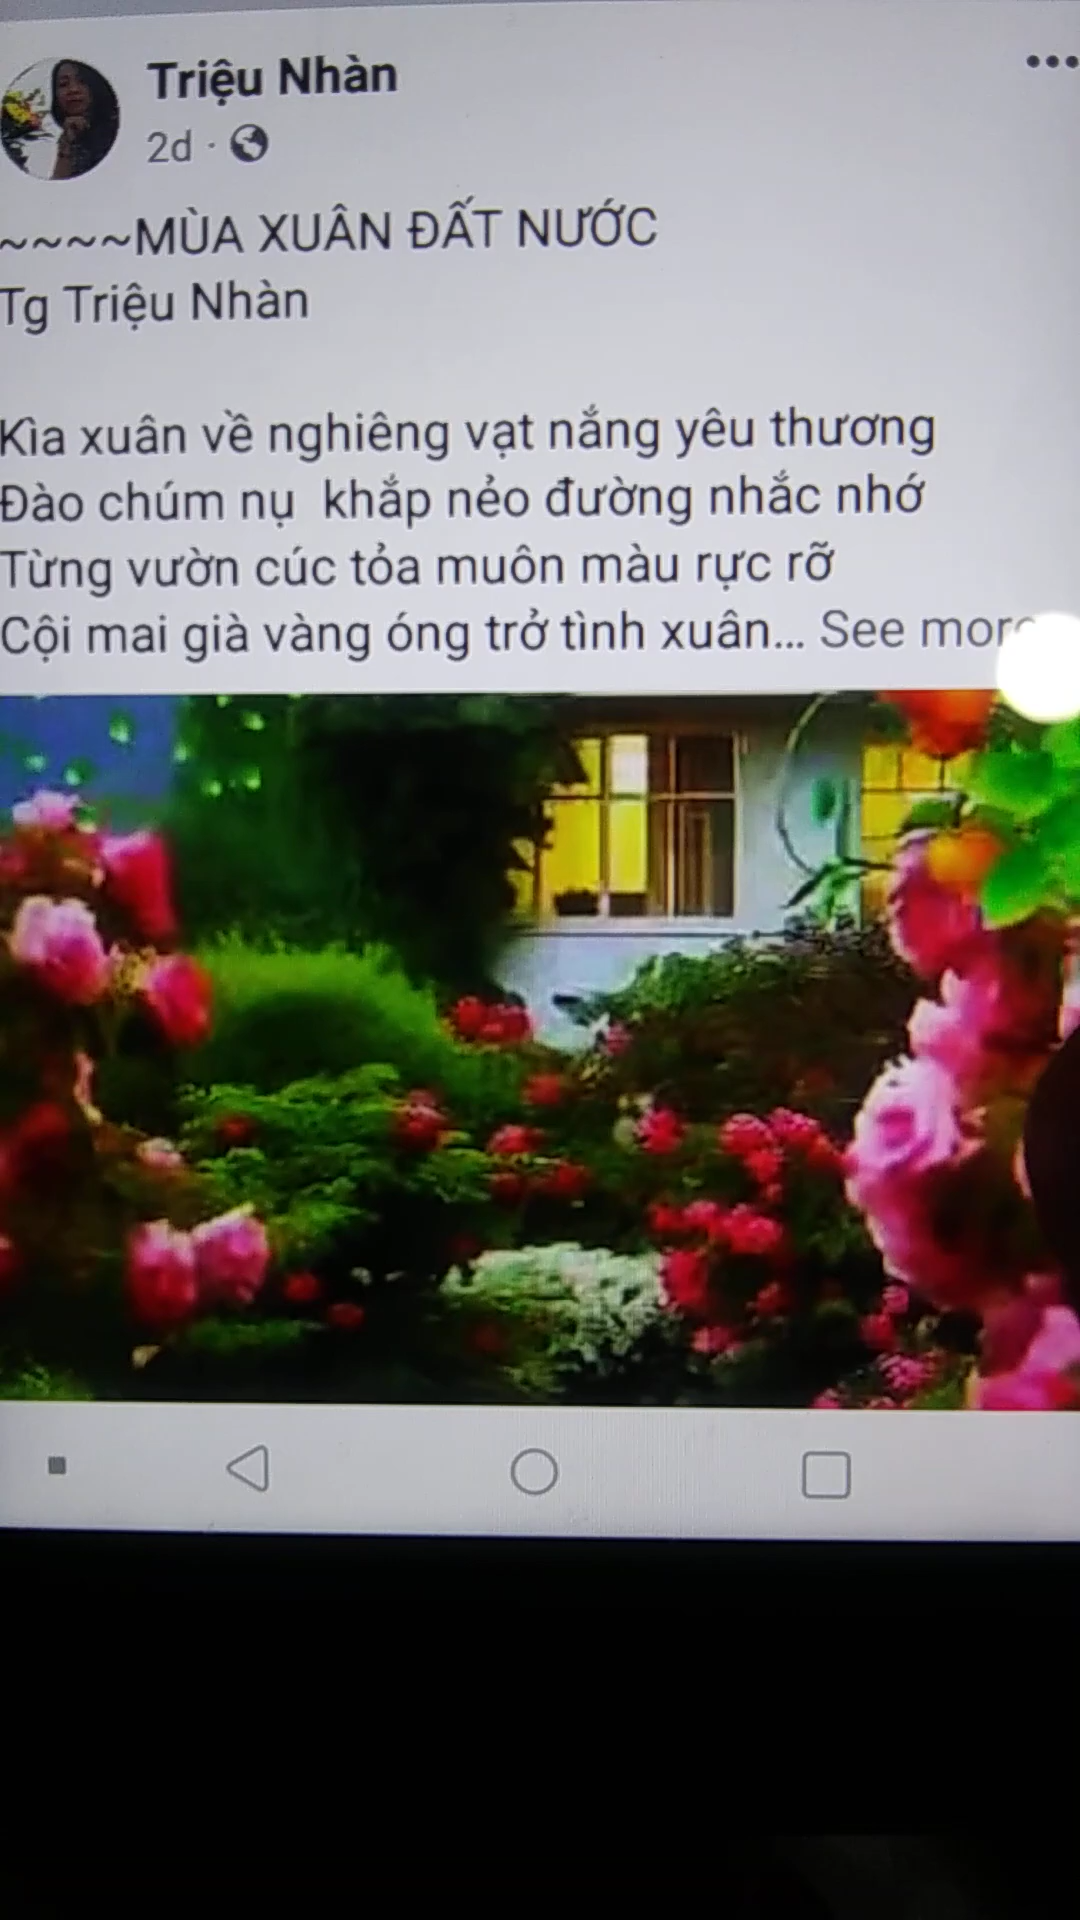 Triệu Nhàn
2d ·
~~~~MÙA XUÂN ĐẤT NƯỚC
Tg Triệu Nhàn
Kìa xuân về nghiêng vạt nắng yêu thương
Đào chúm nụ  khắp nẻo đường nhắc nhớ
Từng vườn cúc tỏa muôn màu rực rỡ
Cội mai già vàng óng trở tình xuân... See more